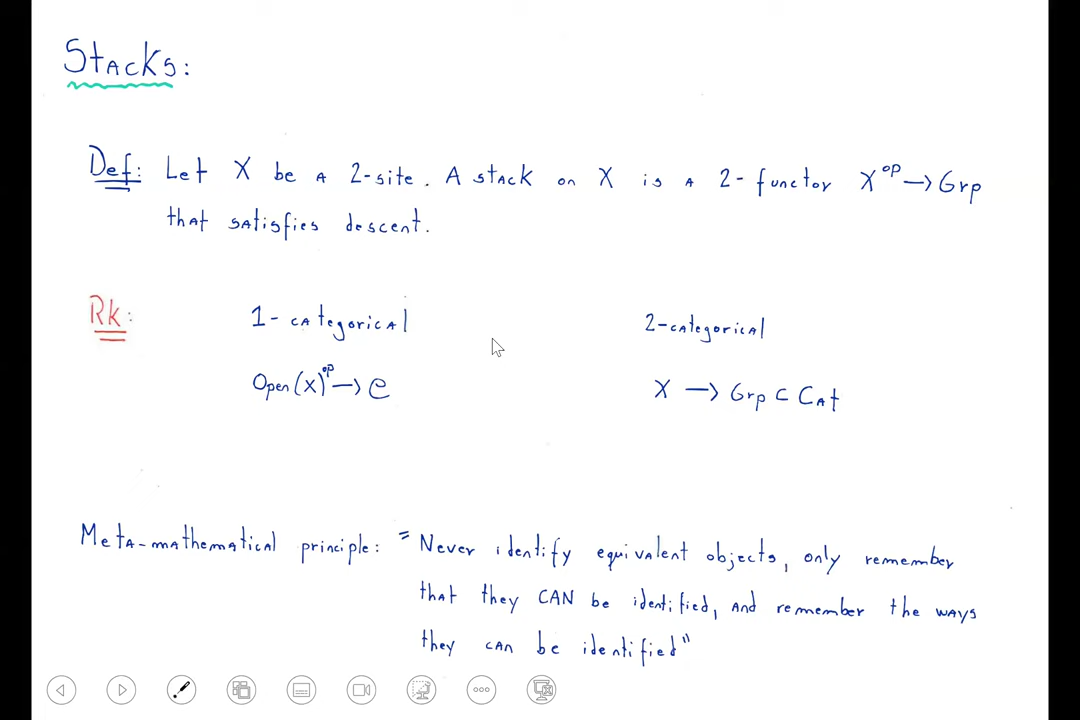 Stacks:
Def: Let X be a 2-site. A stack on X is a 2-functor X^op → Grp
that satisfies descent.
Rk: 1-categorical 2-categorical
Open(X)^op → C X → Grp ⊂ Cat
Meta-mathematical principle: "Never identify equivalent objects, only remember
that they CAN be identified, and remember the ways
they can be identified"